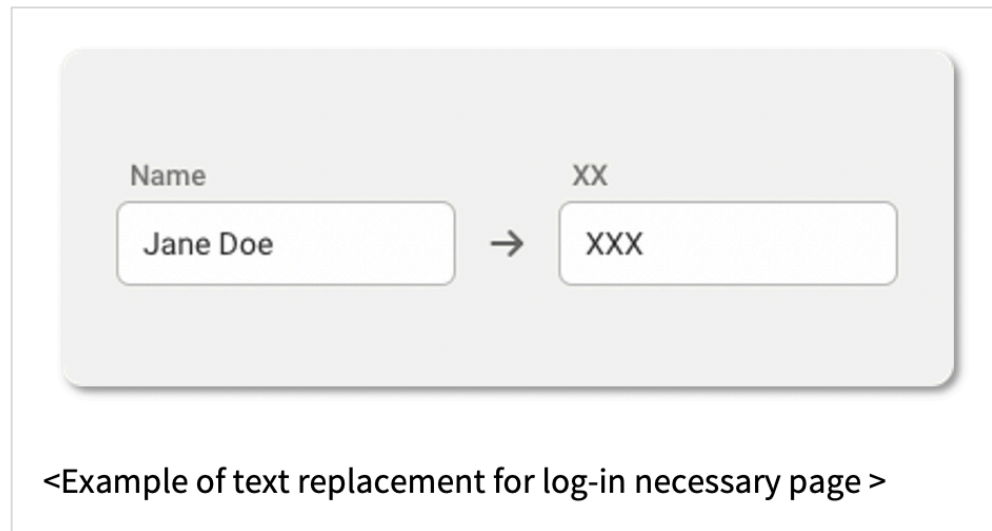 Name
Jane Doe
→
XX
XXX
<Example of text replacement for log-in necessary page >